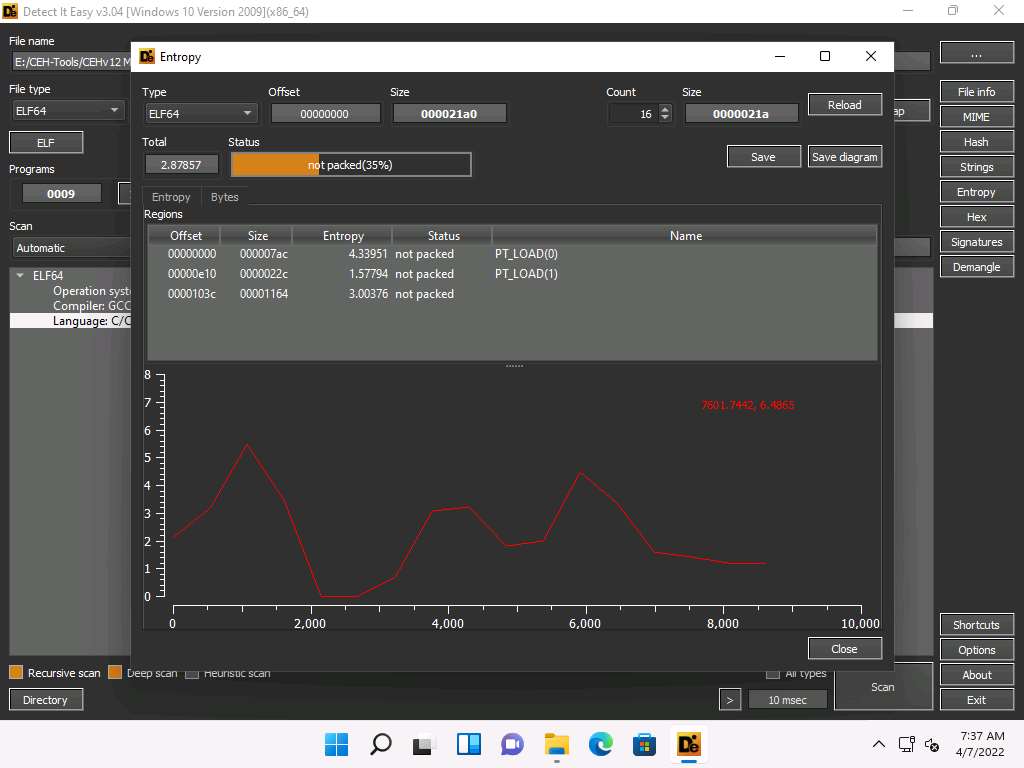 Detect It Easy v3.04 [Windows 10 Version 2009](x86_64)
File name
E:/CEH-Tools/CEHv12 M
...
File type
ELF64
ELF
Programs
0009
Scan
Automatic
ELF64
Operation syste
Compiler: GCC
Language: C/C
Entropy
Type
Offset
Size
Count
Size
ELF64
00000000
000021a0
16
0000021a
Reload
Total
Status
2.87857
not packed(35%)
Save
Save diagram
Entropy
Bytes
Regions
Offset Size Entropy Status Name
00000000 000007ac 4.33951 not packed PT_LOAD(0)
00000e10 0000022c 1.57794 not packed PT_LOAD(1)
0000103c 00001164 3.00376 not packed
8
7
6
5
4
3
2
1
0
7601.7442, 6.4865
0 2,000 4,000 6,000 8,000 10,000
Close
ap
File info
MIME
Hash
Strings
Entropy
Hex
Signatures
Demangle
Shortcuts
Options
About
Exit
Recursive scan
Deep scan
Heuristic scan
All types
Directory
>
10 msec
Scan
7:37 AM
4/7/2022